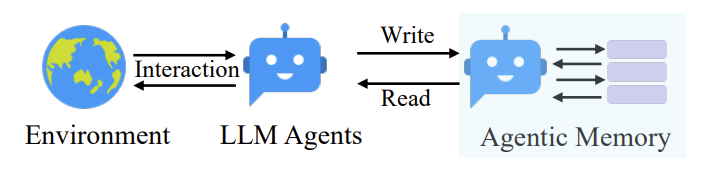 Write
Interaction
Read
Environment
LLM Agents
Agentic Memory